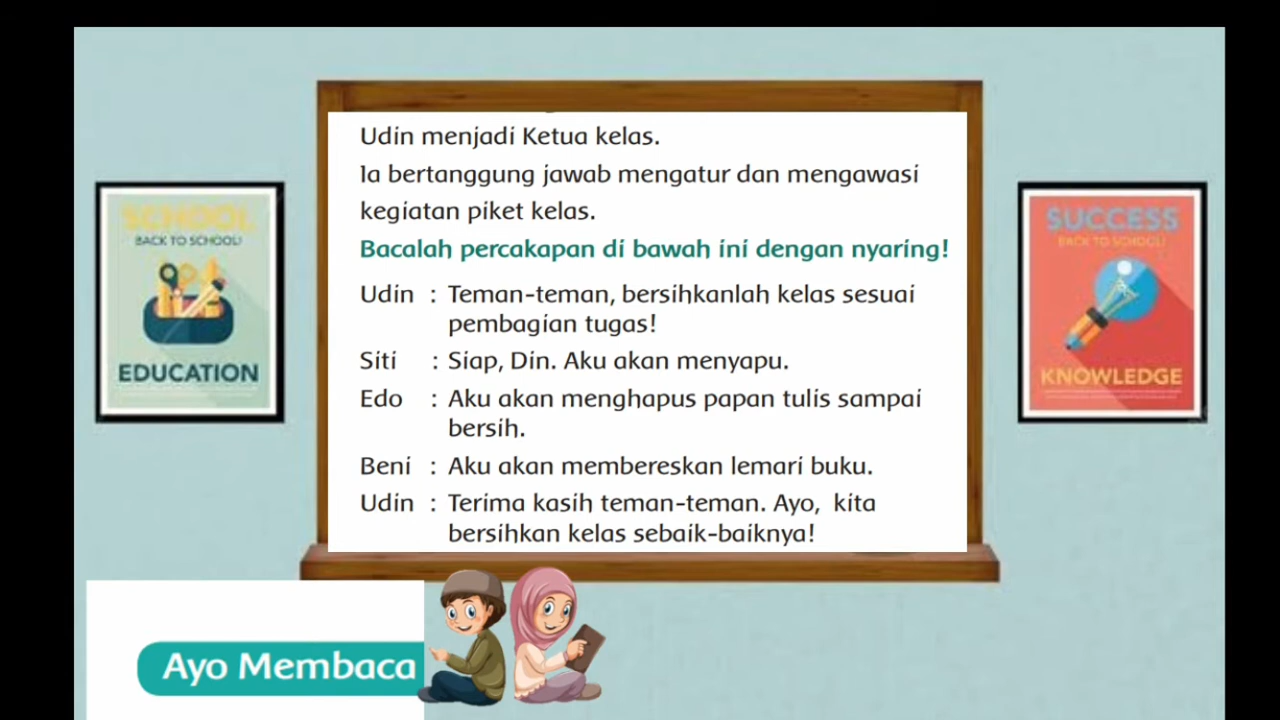 Udin menjadi Ketua kelas.
Ia bertanggung jawab mengatur dan mengawasi
kegiatan piket kelas.
Bacalah percakapan di bawah ini dengan nyaring!
Udin : Teman-teman, bersihkanlah kelas sesuai
pembagian tugas!
Siti : Siap, Din. Aku akan menyapu.
Edo : Aku akan menghapus papan tulis sampai
bersih.
Beni : Aku akan membereskan lemari buku.
Udin : Terima kasih teman-teman. Ayo, kita
bersihkan kelas sebaik-baiknya!
SCHOOL
BACK TO SCHOOL!
EDUCATION
SUCCESS
BACK TO SCHOOL!
KNOWLEDGE
Ayo Membaca